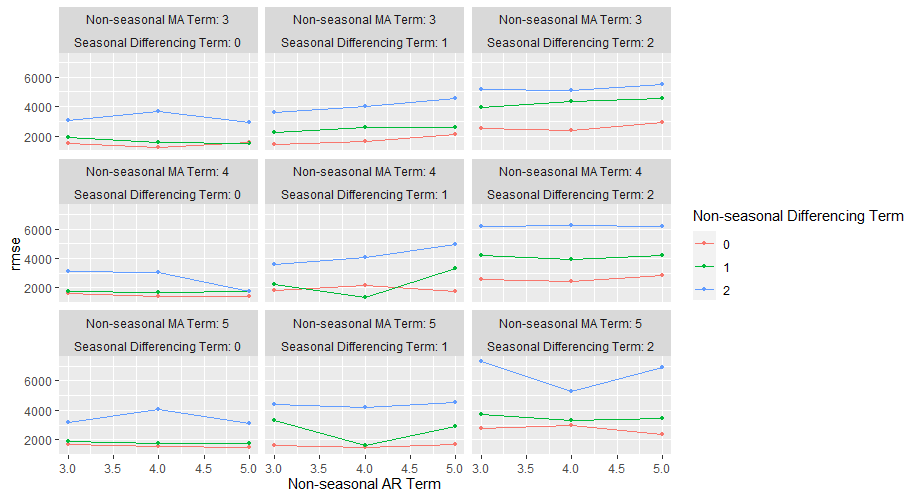 Non-seasonal MA Term: 3
Seasonal Differencing Term: 0
Non-seasonal MA Term: 3
Seasonal Differencing Term: 1
Non-seasonal MA Term: 3
Seasonal Differencing Term: 2
6000
4000
2000
Non-seasonal MA Term: 4
Seasonal Differencing Term: 0
Non-seasonal MA Term: 4
Seasonal Differencing Term: 1
Non-seasonal MA Term: 4
Seasonal Differencing Term: 2
6000
4000
2000
rmse
Non-seasonal MA Term: 5
Seasonal Differencing Term: 0
Non-seasonal MA Term: 5
Seasonal Differencing Term: 1
Non-seasonal MA Term: 5
Seasonal Differencing Term: 2
6000
4000
2000
3.0 3.5 4.0 4.5 5.0 3.0 3.5 4.0 4.5 5.0 3.0 3.5 4.0 4.5 5.0
Non-seasonal AR Term
Non-seasonal Differencing Term
0
1
2